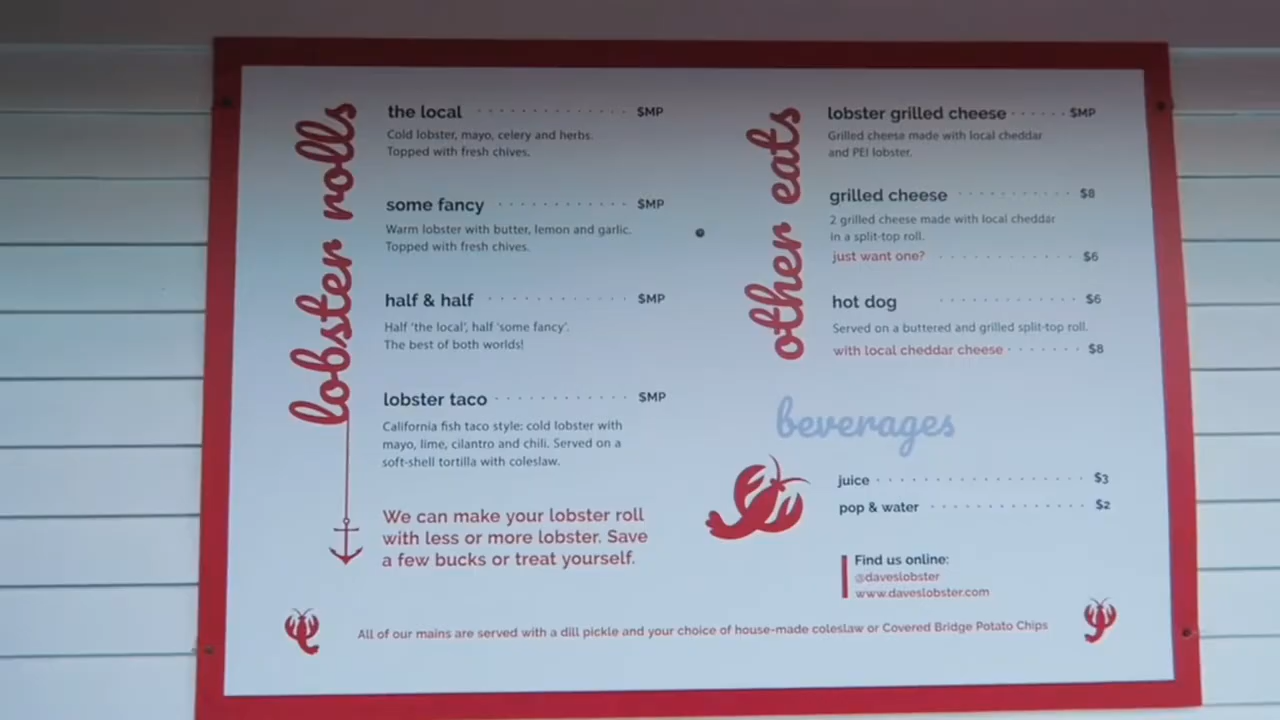 lobster rolls
the local $MP
Cold lobster, mayo, celery and herbs.
Topped with fresh chives.
some fancy $MP
Warm lobster with butter, lemon and garlic.
Topped with fresh chives.
half & half $MP
Half 'the local', half 'some fancy'.
The best of both worlds!
lobster taco $MP
California fish taco style: cold lobster with
mayo, lime, cilantro and chili. Served on a
soft-shell tortilla with coleslaw.
We can make your lobster roll
with less or more lobster. Save
a few bucks or treat yourself.
other eats
lobster grilled cheese $MP
Grilled cheese made with local cheddar
and PEI lobster.
grilled cheese $8
2 grilled cheese made with local cheddar
in a split-top roll.
just want one? $6
hot dog $6
Served on a buttered and grilled split-top roll.
with local cheddar cheese $8
beverages
juice $3
pop & water $2
Find us online:
@daveslobster
www.daveslobster.com
All of our mains are served with a dill pickle and your choice of house-made coleslaw or Covered Bridge Potato Chips